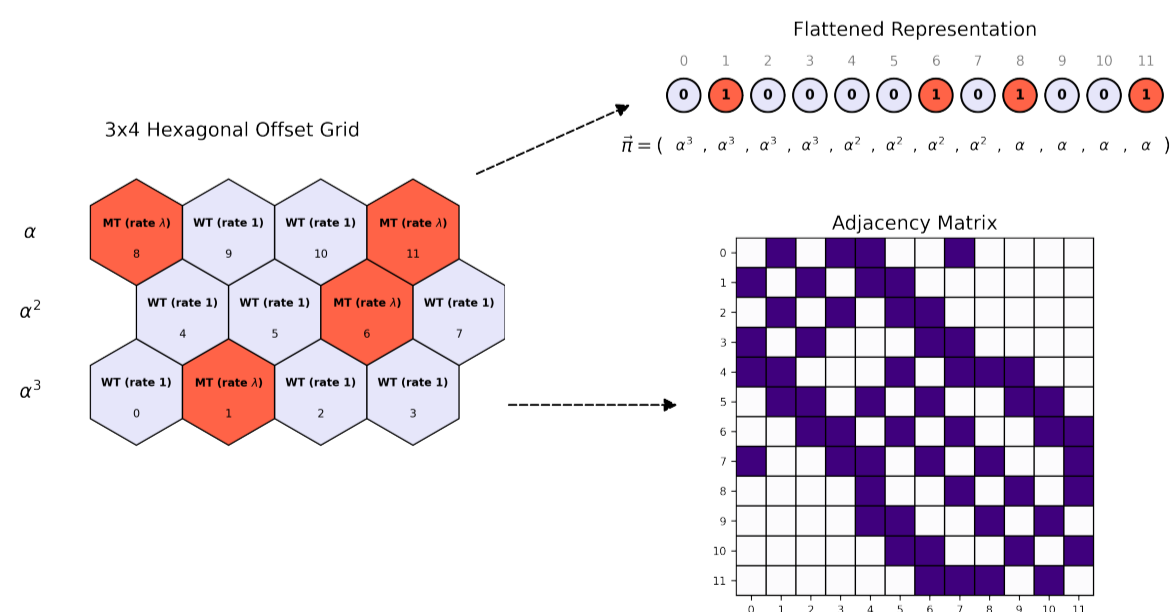 Flattened Representation
0 1 2 3 4 5 6 7 8 9 10 11
0 1 0 0 0 0 1 0 1 0 0 1
π⃗ = ( α³ , α³ , α³ , α³ , α² , α² , α² , α² , α , α , α , α )
3x4 Hexagonal Offset Grid
α
MT (rate λ) WT (rate 1) WT (rate 1) MT (rate λ)
8 9 10 11
α²
WT (rate 1) WT (rate 1) MT (rate λ) WT (rate 1)
4 5 6 7
α³
WT (rate 1) MT (rate λ) WT (rate 1) WT (rate 1)
0 1 2 3
Adjacency Matrix
0
1
2
3
4
5
6
7
8
9
10
11
0 1 2 3 4 5 6 7 8 9 10 11